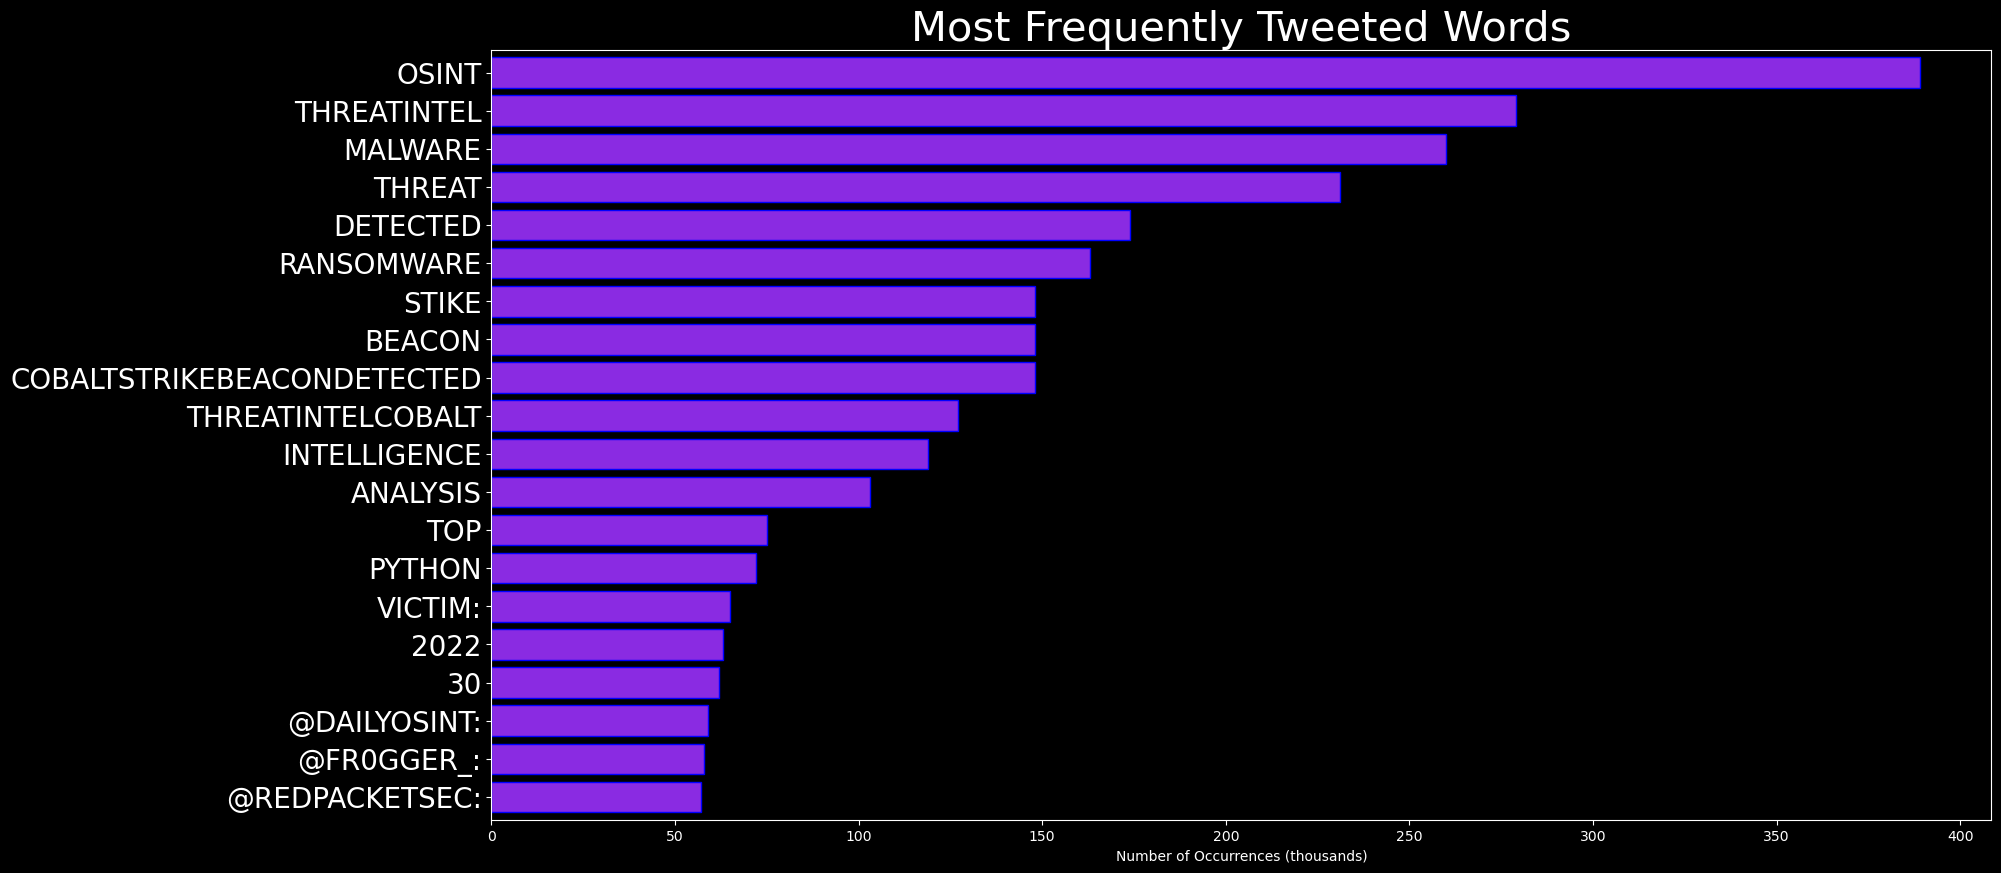 Most Frequently Tweeted Words
OSINT
THREATINTEL
MALWARE
THREAT
DETECTED
RANSOMWARE
STIKE
BEACON
COBALTSTRIKEBEACONDETECTED
THREATINTELCOBALT
INTELLIGENCE
ANALYSIS
TOP
PYTHON
VICTIM:
2022
30
@DAILYOSINT:
@FR0GGER_:
@REDPACKETSEC:
0 50 100 150 200 250 300 350 400
Number of Occurrences (thousands)